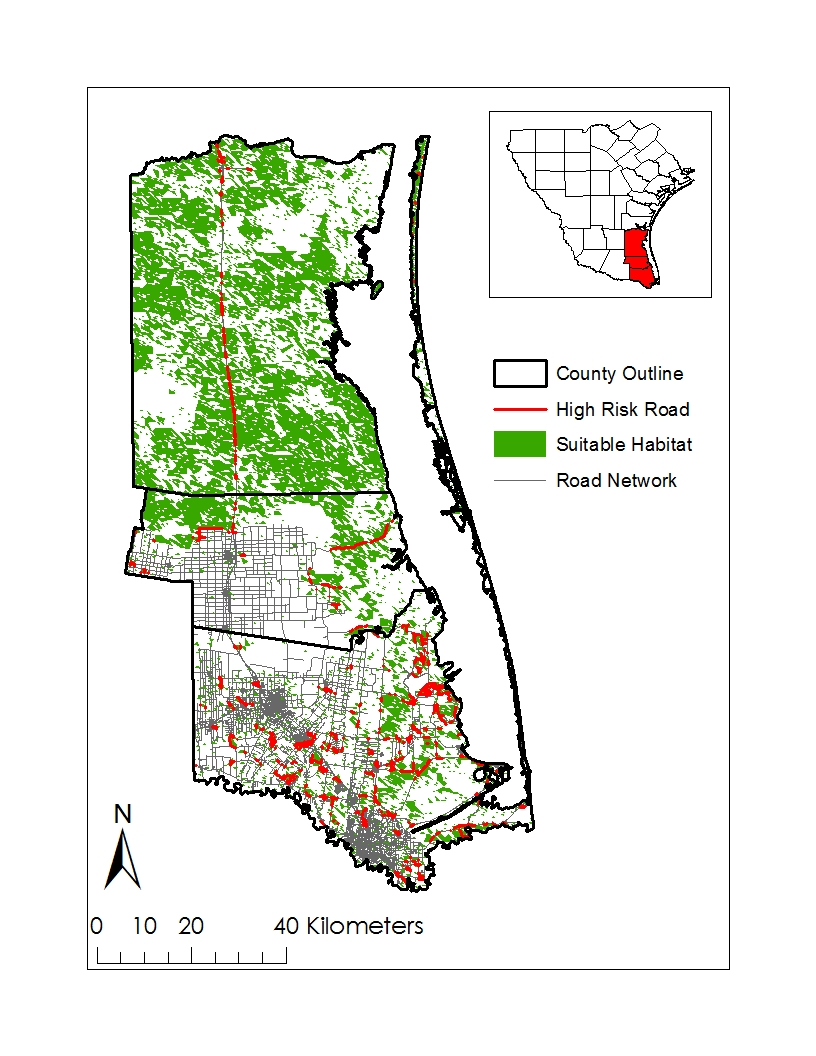 County Outline
High Risk Road
Suitable Habitat
Road Network
N
0 10 20 40 Kilometers